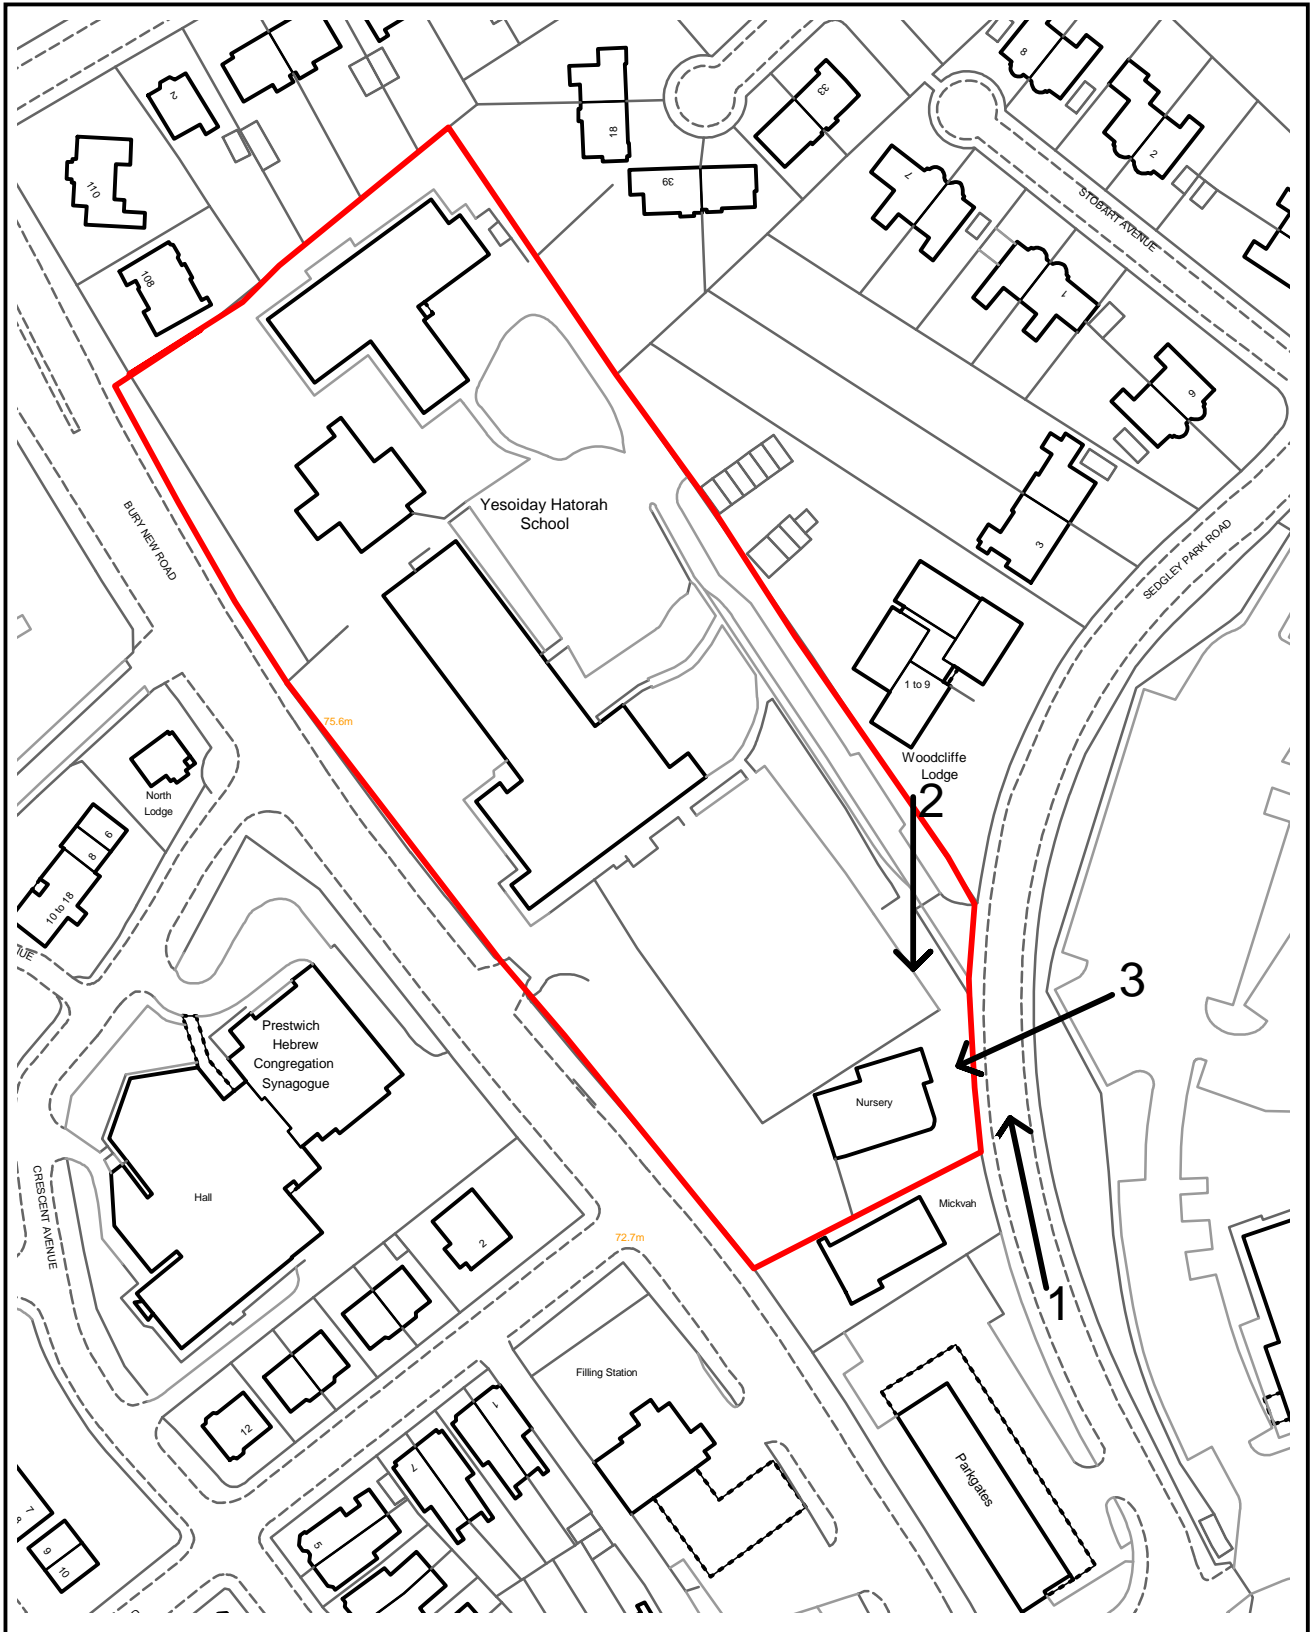 8
2
18
33
2
110
39
7
STOBART AVENUE
108
1
9
Yesoiday Hatorah
School
BURY NEW ROAD
3
SEDGLEY PARK ROAD
1 to 9
75.6m
Woodcliffe
Lodge
North
Lodge
2
6
8
10 to 18
UE
3
Prestwich
Hebrew
Congregation
Synagogue
Nursery
CRESCENT AVENUE
Hall
Mickvah
2
72.7m
1
Filling Station
12
1
7
Parkgates
5
7
9
10